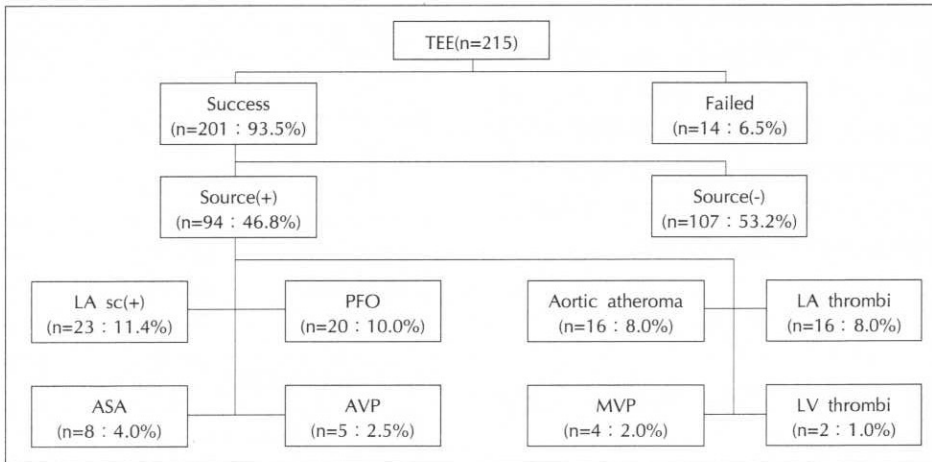 TEE(n=215)
Success
(n=201 : 93.5%)
Failed
(n=14 : 6.5%)
Source(+)
(n=94 : 46.8%)
Source(-)
(n=107 : 53.2%)
LA sc(+)
(n=23 : 11.4%)
PFO
(n=20 : 10.0%)
Aortic atheroma
(n=16 : 8.0%)
LA thrombi
(n=16 : 8.0%)
ASA
(n=8 : 4.0%)
AVP
(n=5 : 2.5%)
MVP
(n=4 : 2.0%)
LV thrombi
(n=2 : 1.0%)